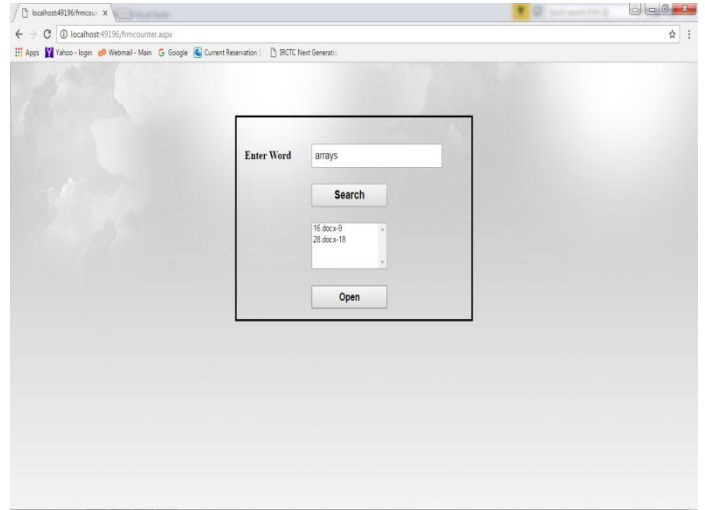 localhost:49196/frmcou
localhost:49196/frmcounter.aspx
Apps Yahoo - login Webmail - Main Google Current Reservation S IRCTC Next Generatio
Enter Word arrays
Search
16.docx-9
28.docx-18
Open